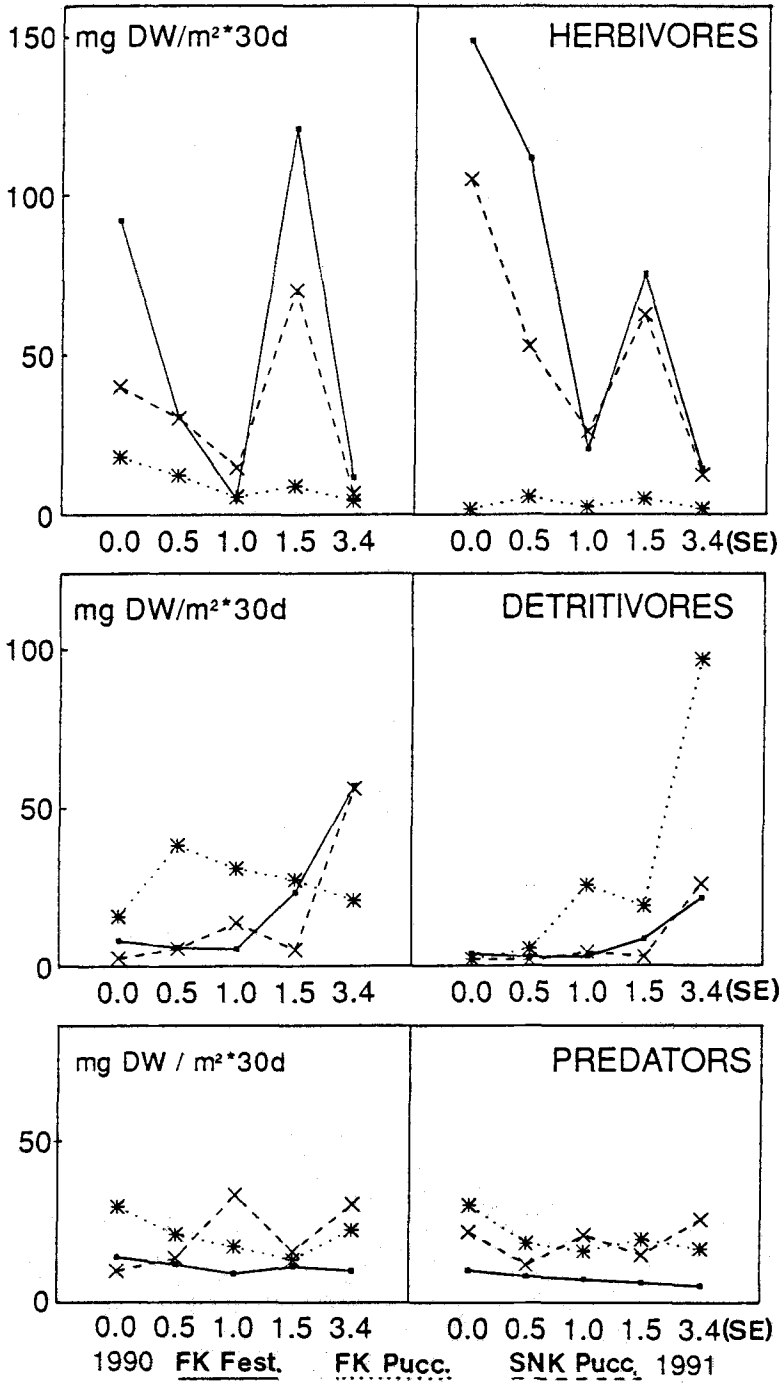 150 mg DW/m²*30d HERBIVORES
100
50
0
0.0 0.5 1.0 1.5 3.4 0.0 0.5 1.0 1.5 3.4(SE)
mg DW/m²*30d DETRITIVORES
100
50
0
0.0 0.5 1.0 1.5 3.4 0.0 0.5 1.0 1.5 3.4(SE)
mg DW / m²*30d PREDATORS
50
0
0.0 0.5 1.0 1.5 3.4 0.0 0.5 1.0 1.5 3.4(SE)
1990 FK Fest. FK Pucc. SNK Pucc. 1991